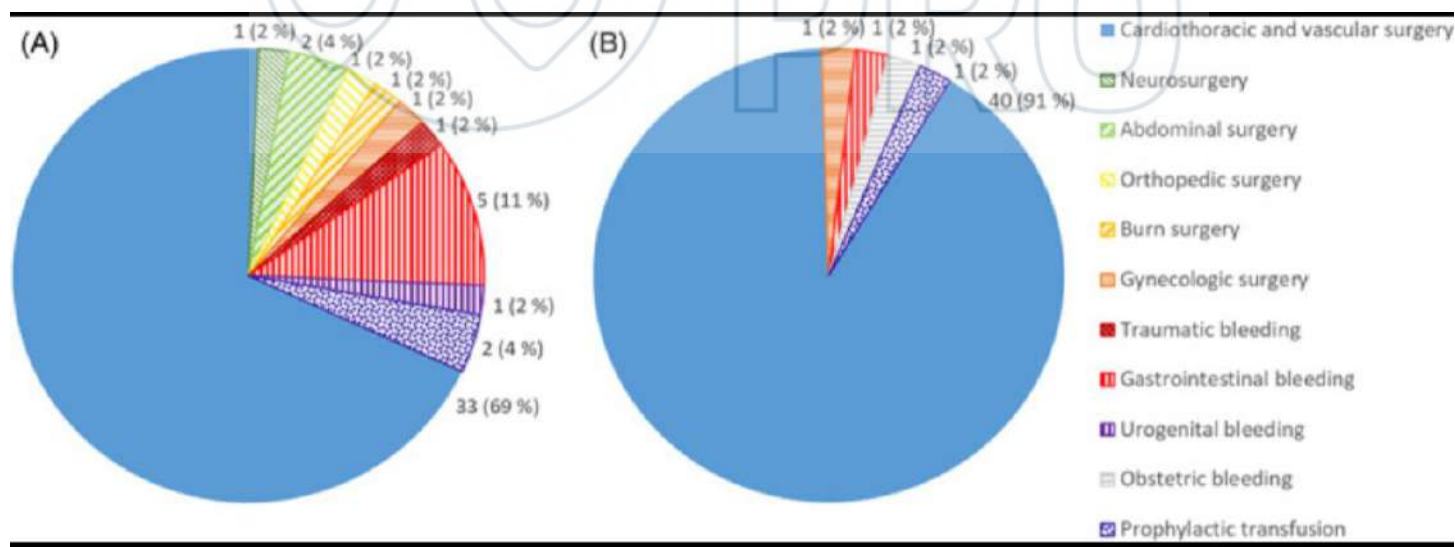 (A)
1 (2 %)
2 (4 %)
1 (2 %)
1 (2 %)
1 (2 %)
1 (2 %)
5 (11 %)
1 (2 %)
2 (4 %)
33 (69 %)
(B)
1 (2 %)
1 (2 %)
1 (2 %)
1 (2 %)
40 (91 %)
Cardiothoracic and vascular surgery
Neurosurgery
Abdominal surgery
Orthopedic surgery
Burn surgery
Gynecologic surgery
Traumatic bleeding
Gastrointestinal bleeding
Urogenital bleeding
Obstetric bleeding
Prophylactic transfusion